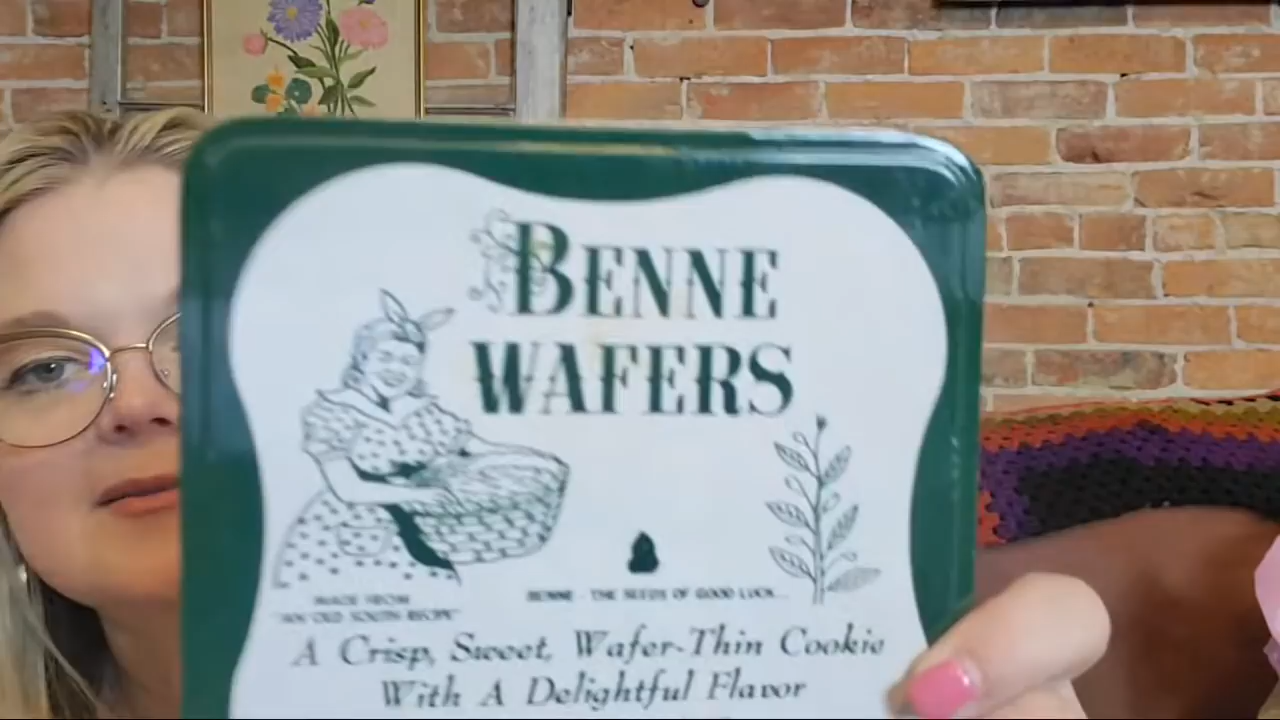 BENNE
WAFERS
BENNE - THE SEEDS OF GOOD LUCK...
MADE FROM
"AN OLD SOUTH RECIPE"
A Crisp, Sweet, Wafer-Thin Cookie
With A Delightful Flavor